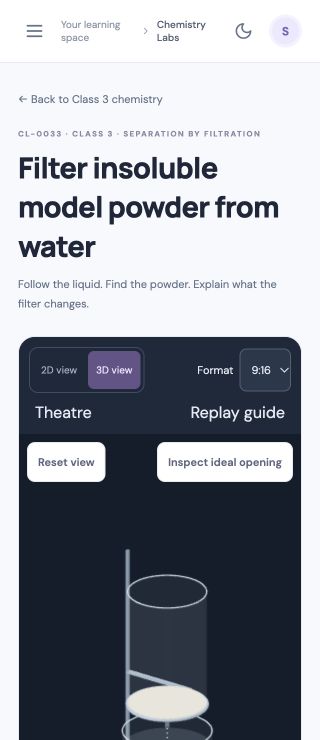 Your learning space
Chemistry Labs
S
← Back to Class 3 chemistry
CL-0033 · CLASS 3 · SEPARATION BY FILTRATION
Filter insoluble
model powder from
water
Follow the liquid. Find the powder. Explain what the
filter changes.
2D view
3D view
Format
9:16
Theatre
Replay guide
Reset view
Inspect ideal opening